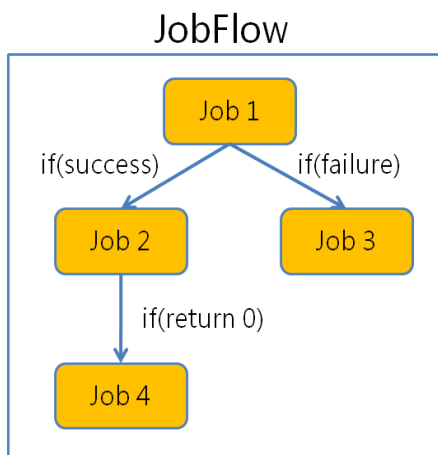 JobFlow
Job 1
if(success)
if(failure)
Job 2
Job 3
if(return 0)
Job 4